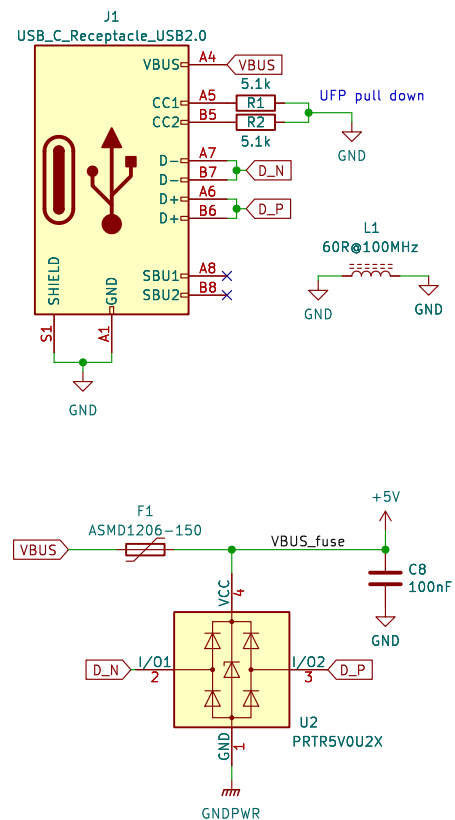 J1
USB_C_Receptacle_USB2.0
VBUS A4 VBUS
5.1k
CC1 A5 R1 UFP pull down
CC2 B5 R2
5.1k
GND
D- A7
D- B7 D_N
D+ A6
D+ B6 D_P
L1
60R@100MHz
SBU1 A8
SBU2 B8
SHIELD GND
GND GND
S1 A1
GND
+5V
F1
ASMD1206-150
VBUS VBUS_fuse
C8
100nF
VCC 4
GND
D_N I/O1 I/O2 D_P
2 3
U2
PRTR5V0U2X
GND 1
GNDPWR